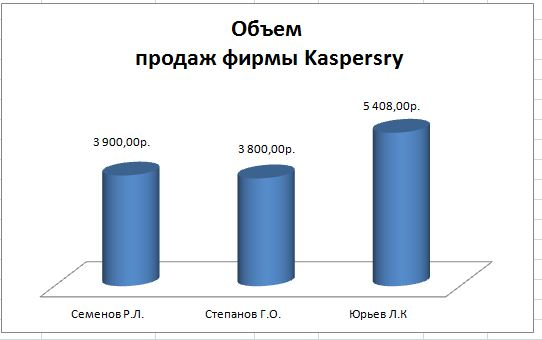 Объем
продаж фирмы Kaspersry
5 408,00р.
3 900,00р.
3 800,00р.
Семенов Р.Л.
Степанов Г.О.
Юрьев Л.К